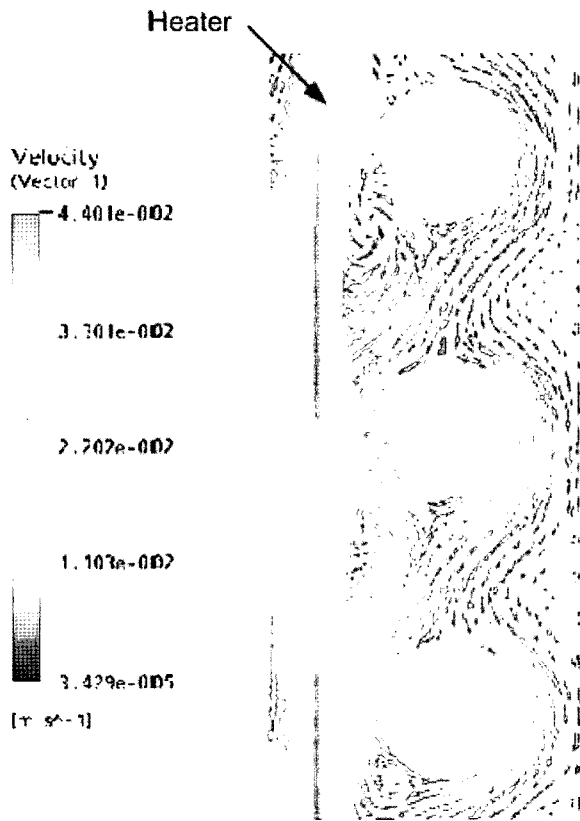 Heater
Velocity
(Vector 1)
4.401e-002
3.301e-002
2.202e-002
1.103e-002
3.429e-005
[m s^-1]